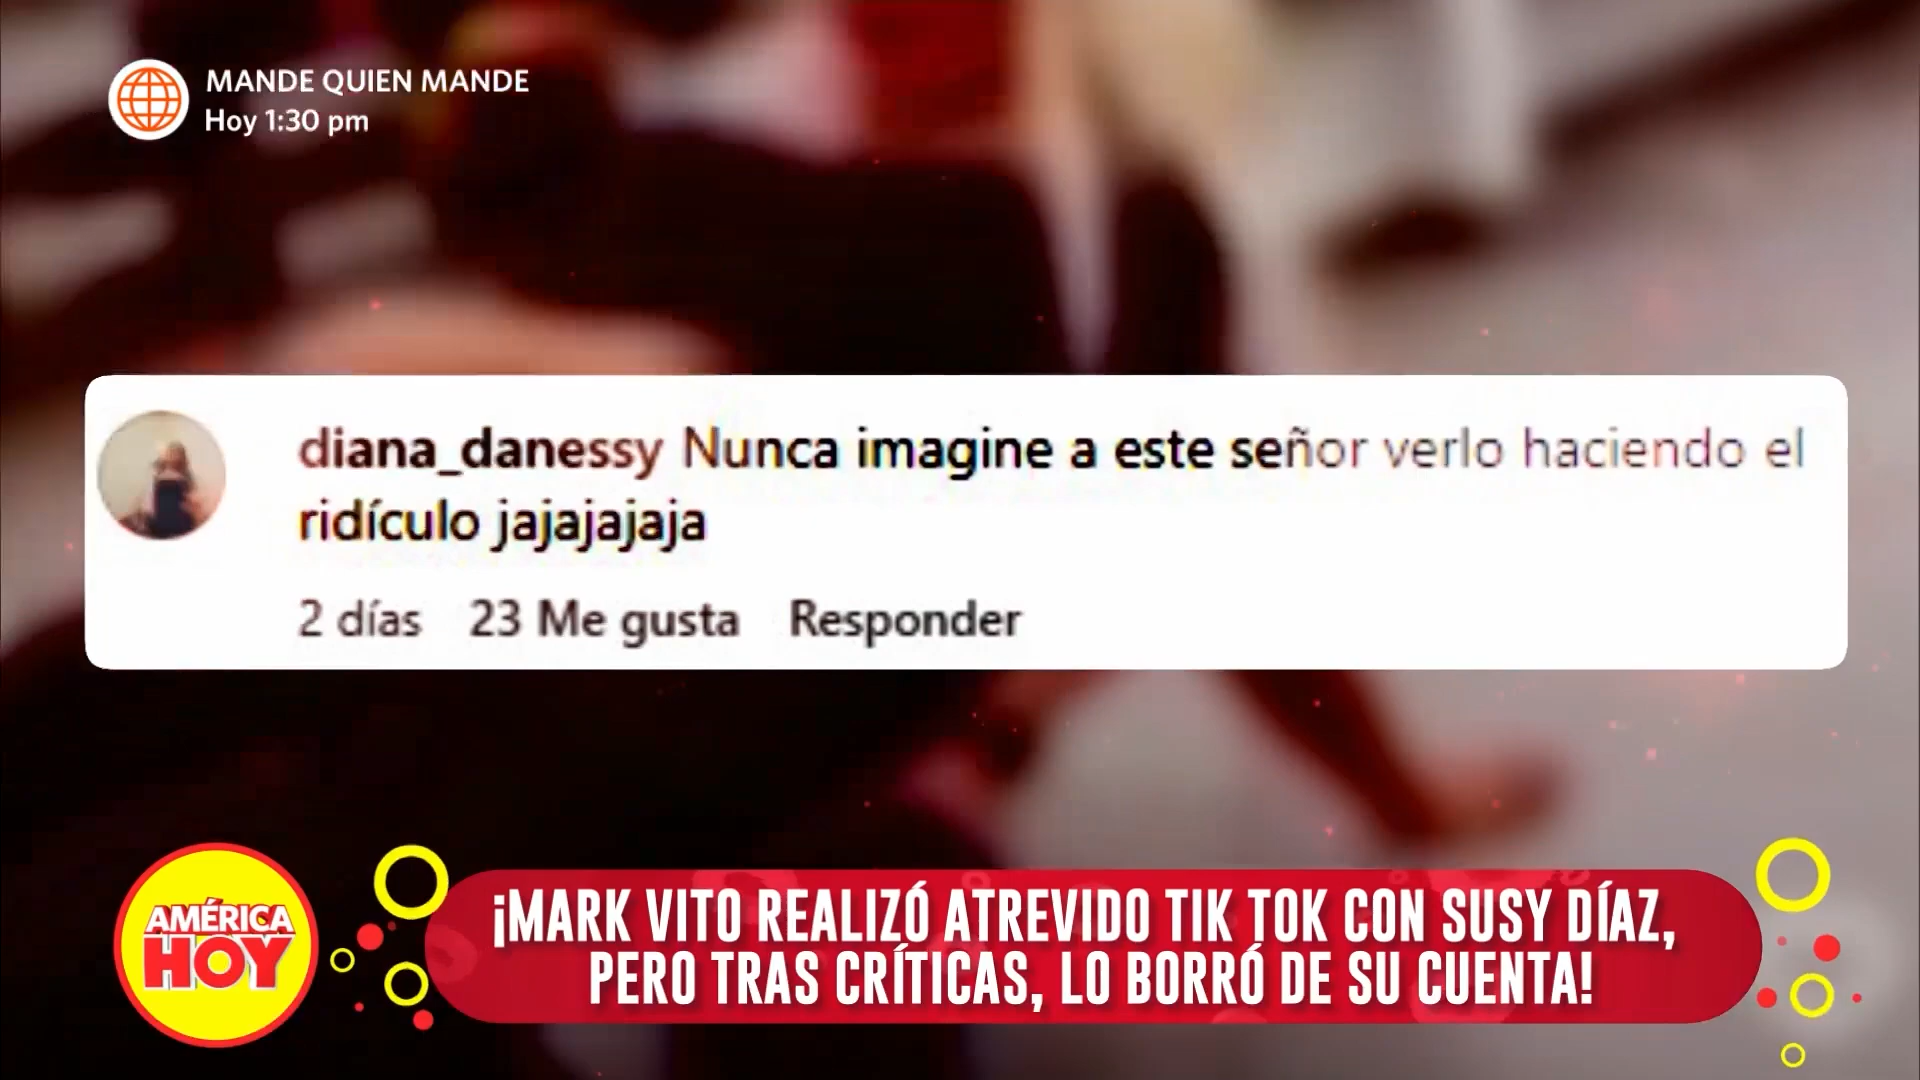 MANDE QUIEN MANDE
Hoy 1:30 pm
diana_danessy Nunca imagine a este señor verlo haciendo el
ridículo jajajajaja
2 días 23 Me gusta Responder
AMÉRICA
HOY
¡MARK VITO REALIZÓ ATREVIDO TIK TOK CON SUSY DÍAZ,
PERO TRAS CRÍTICAS, LO BORRÓ DE SU CUENTA!